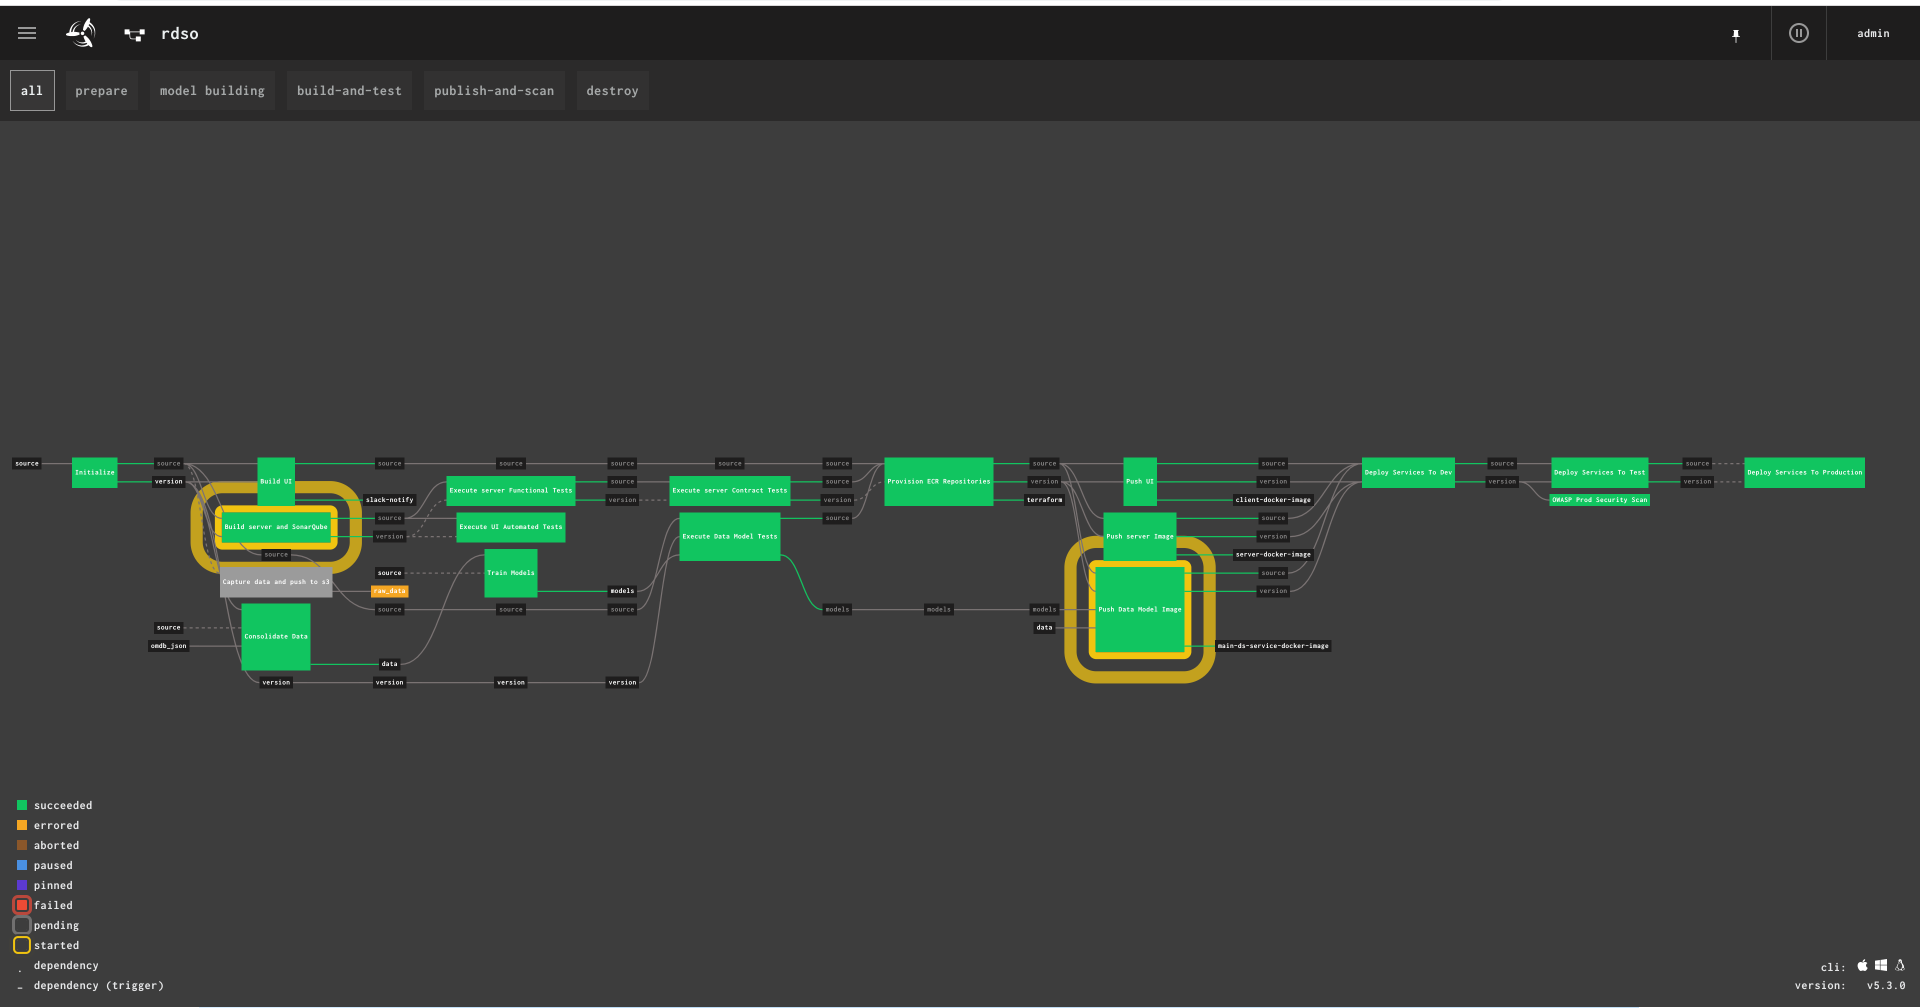 rdso
admin
all prepare model building build-and-test publish-and-scan destroy
source Initialize source Build UI source source source source source Provision ECR Repositories source Push UI source Deploy Services To Dev source Deploy Services To Test source Deploy Services To Production
version Execute server Functional Tests source Execute server Contract Tests source version version version version
slack-notify version version terraform client-docker-image OWASP Prod Security Scan
Build server and SonarQube source Execute UI Automated Tests Execute Data Model Tests source Push server Image source
version version
source server-docker-image
Capture data and push to s3 source Train Models Push Data Model Image source
raw_data models version
source source source models models models
Consolidate Data
source data
omdb_json main-ds-service-docker-image
data
version version version version
succeeded
errored
aborted
paused
pinned
failed
pending
started
dependency
dependency (trigger)
cli:
version: v5.3.0